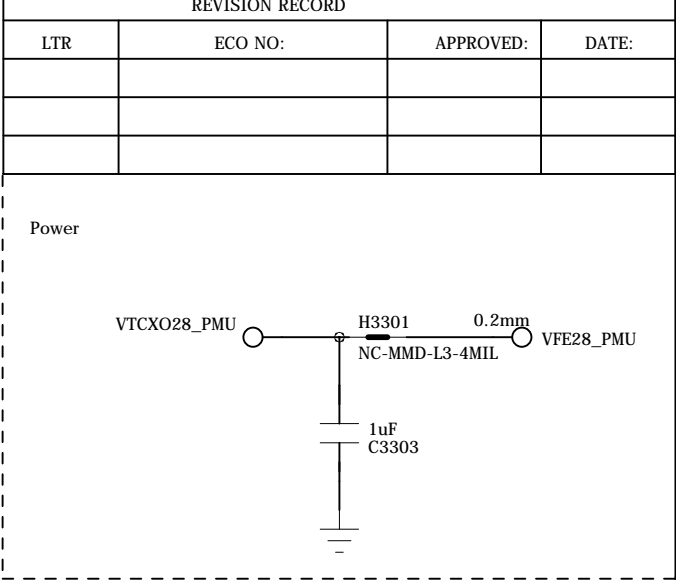 REVISION RECORD
LTR ECO NO: APPROVED: DATE:
Power
VTCXO28_PMU
H3301
0.2mm
VFE28_PMU
NC-MMD-L3-4MIL
1uF
C3303